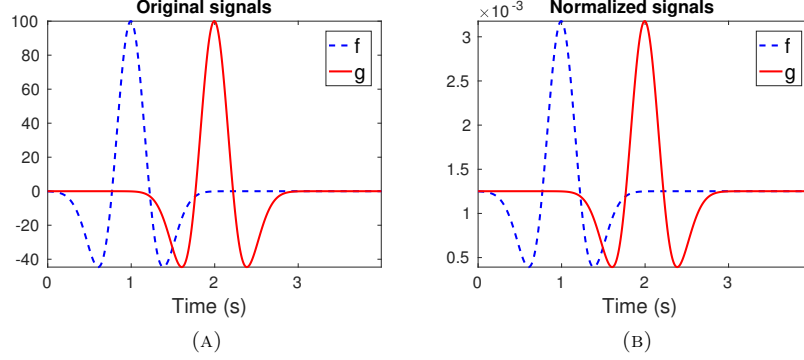 Original signals
100
80
60
40
20
0
-20
-40
0
1
2
3
Time (s)
f
g
(A)
Normalized signals
×10⁻³
3
2.5
2
1.5
1
0.5
0
1
2
3
Time (s)
f
g
(B)